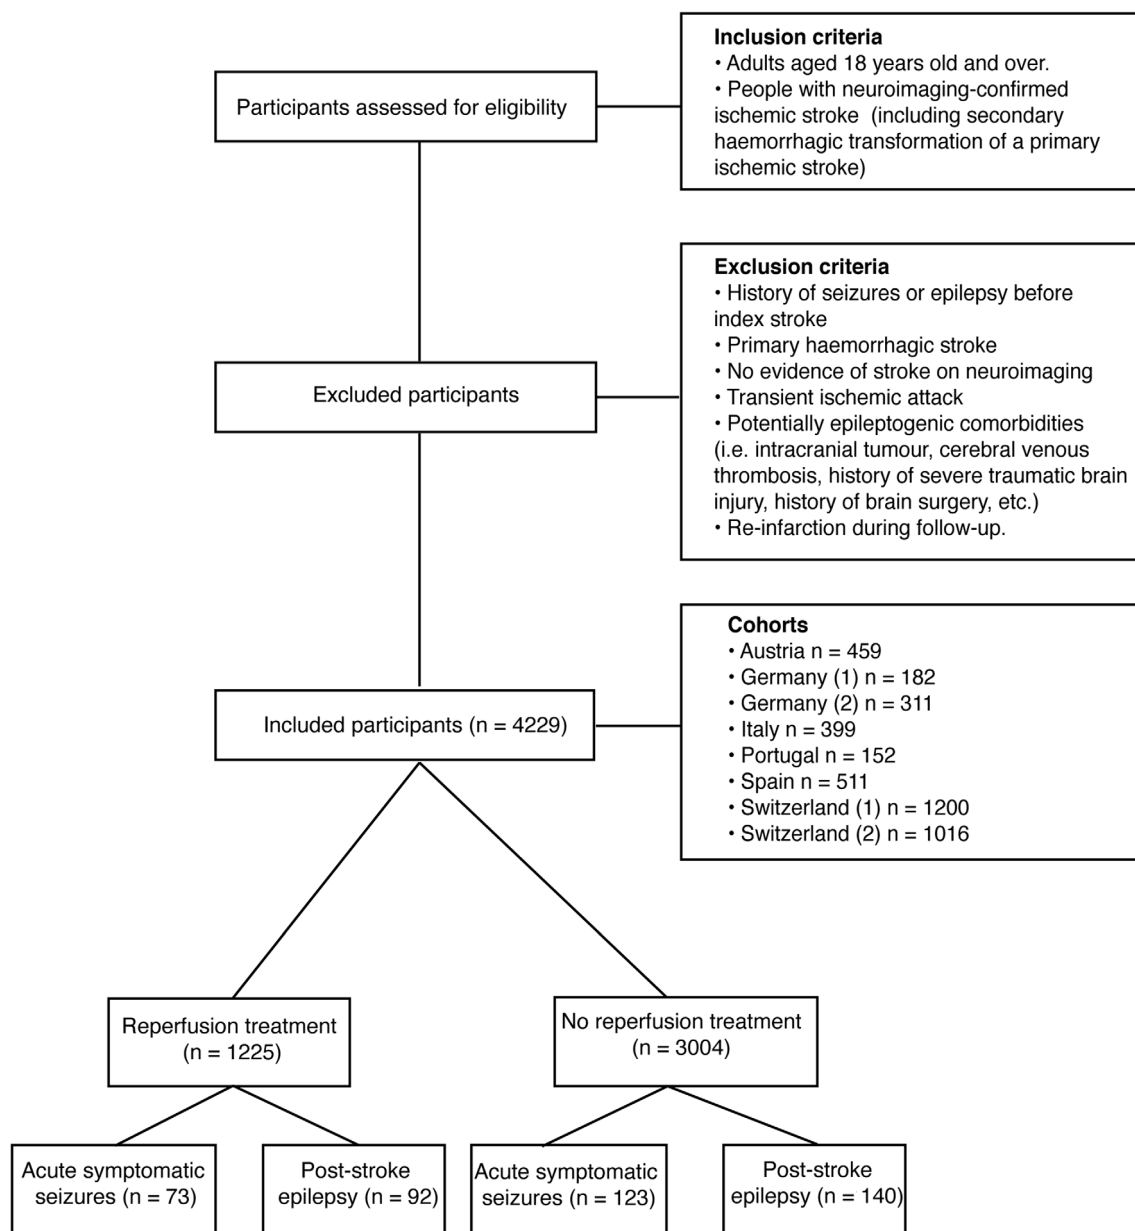 Participants assessed for eligibility
Inclusion criteria
• Adults aged 18 years old and over.
• People with neuroimaging-confirmed
ischemic stroke (including secondary
haemorrhagic transformation of a primary
ischemic stroke)
Excluded participants
Exclusion criteria
• History of seizures or epilepsy before
index stroke
• Primary haemorrhagic stroke
• No evidence of stroke on neuroimaging
• Transient ischemic attack
• Potentially epileptogenic comorbidities
(i.e. intracranial tumour, cerebral venous
thrombosis, history of severe traumatic brain
injury, history of brain surgery, etc.)
• Re-infarction during follow-up.
Included participants (n = 4229)
Cohorts
• Austria n = 459
• Germany (1) n = 182
• Germany (2) n = 311
• Italy n = 399
• Portugal n = 152
• Spain n = 511
• Switzerland (1) n = 1200
• Switzerland (2) n = 1016
Reperfusion treatment
(n = 1225)
No reperfusion treatment
(n = 3004)
Acute symptomatic
seizures (n = 73)
Post-stroke
epilepsy (n = 92)
Acute symptomatic
seizures (n = 123)
Post-stroke
epilepsy (n = 140)